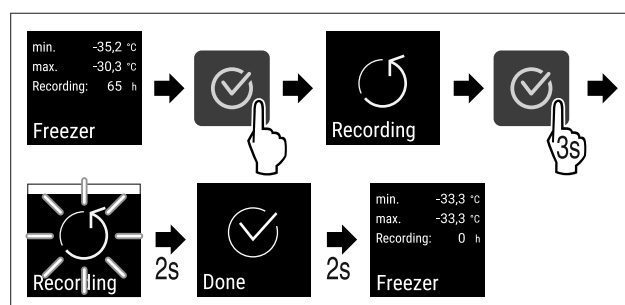 min. -35,2 °C
max. -30,3 °C
Recording: 65 h
Freezer
Recording
3s
Recording
2s
Done
2s
min. -33,3 °C
max. -33,3 °C
Recording: 0 h
Freezer